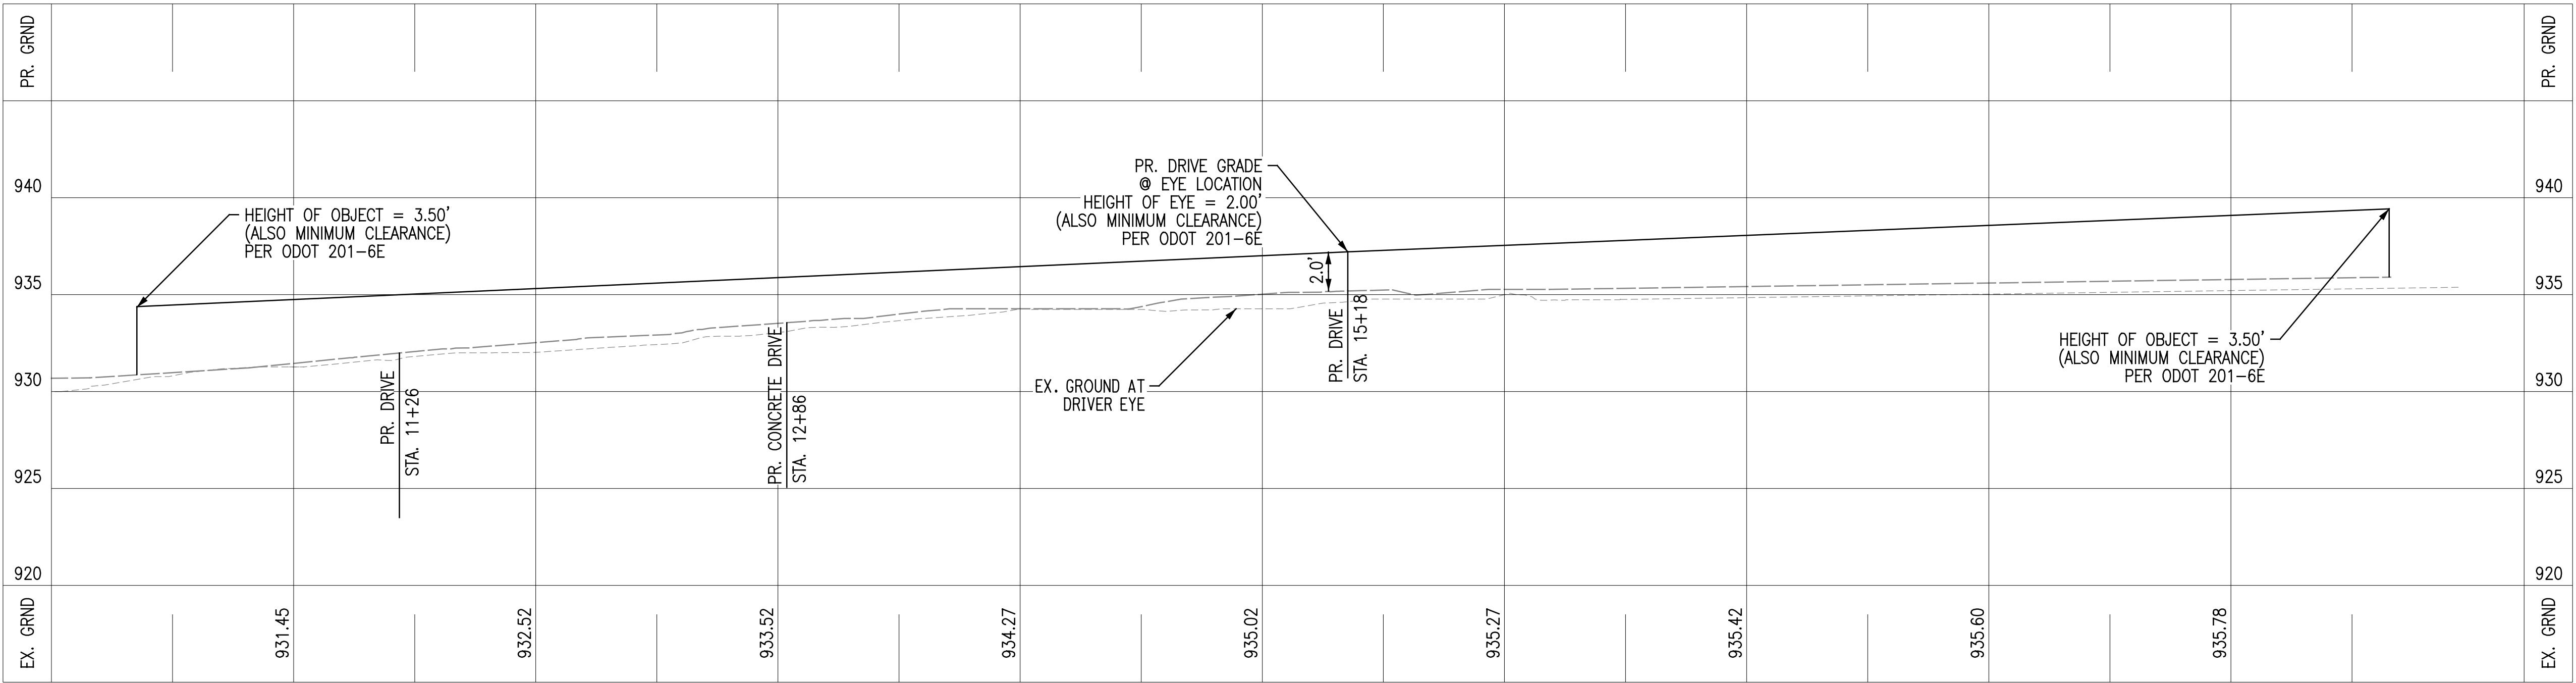 PR. GRND
PR. GRND
940
940
HEIGHT OF OBJECT = 3.50'
(ALSO MINIMUM CLEARANCE)
PER ODOT 201-6E
PR. DRIVE GRADE
@ EYE LOCATION
HEIGHT OF EYE = 2.00'
(ALSO MINIMUM CLEARANCE)
PER ODOT 201-6E
935
935
2.0'
PR. DRIVE
STA. 15+18
HEIGHT OF OBJECT = 3.50'
(ALSO MINIMUM CLEARANCE)
PER ODOT 201-6E
930
930
PR. DRIVE
STA. 11+26
PR. CONCRETE DRIVE
STA. 12+86
EX. GROUND AT
DRIVER EYE
925
925
920
920
EX. GRND
931.45
932.52
933.52
934.27
935.02
935.27
935.42
935.60
935.78
EX. GRND